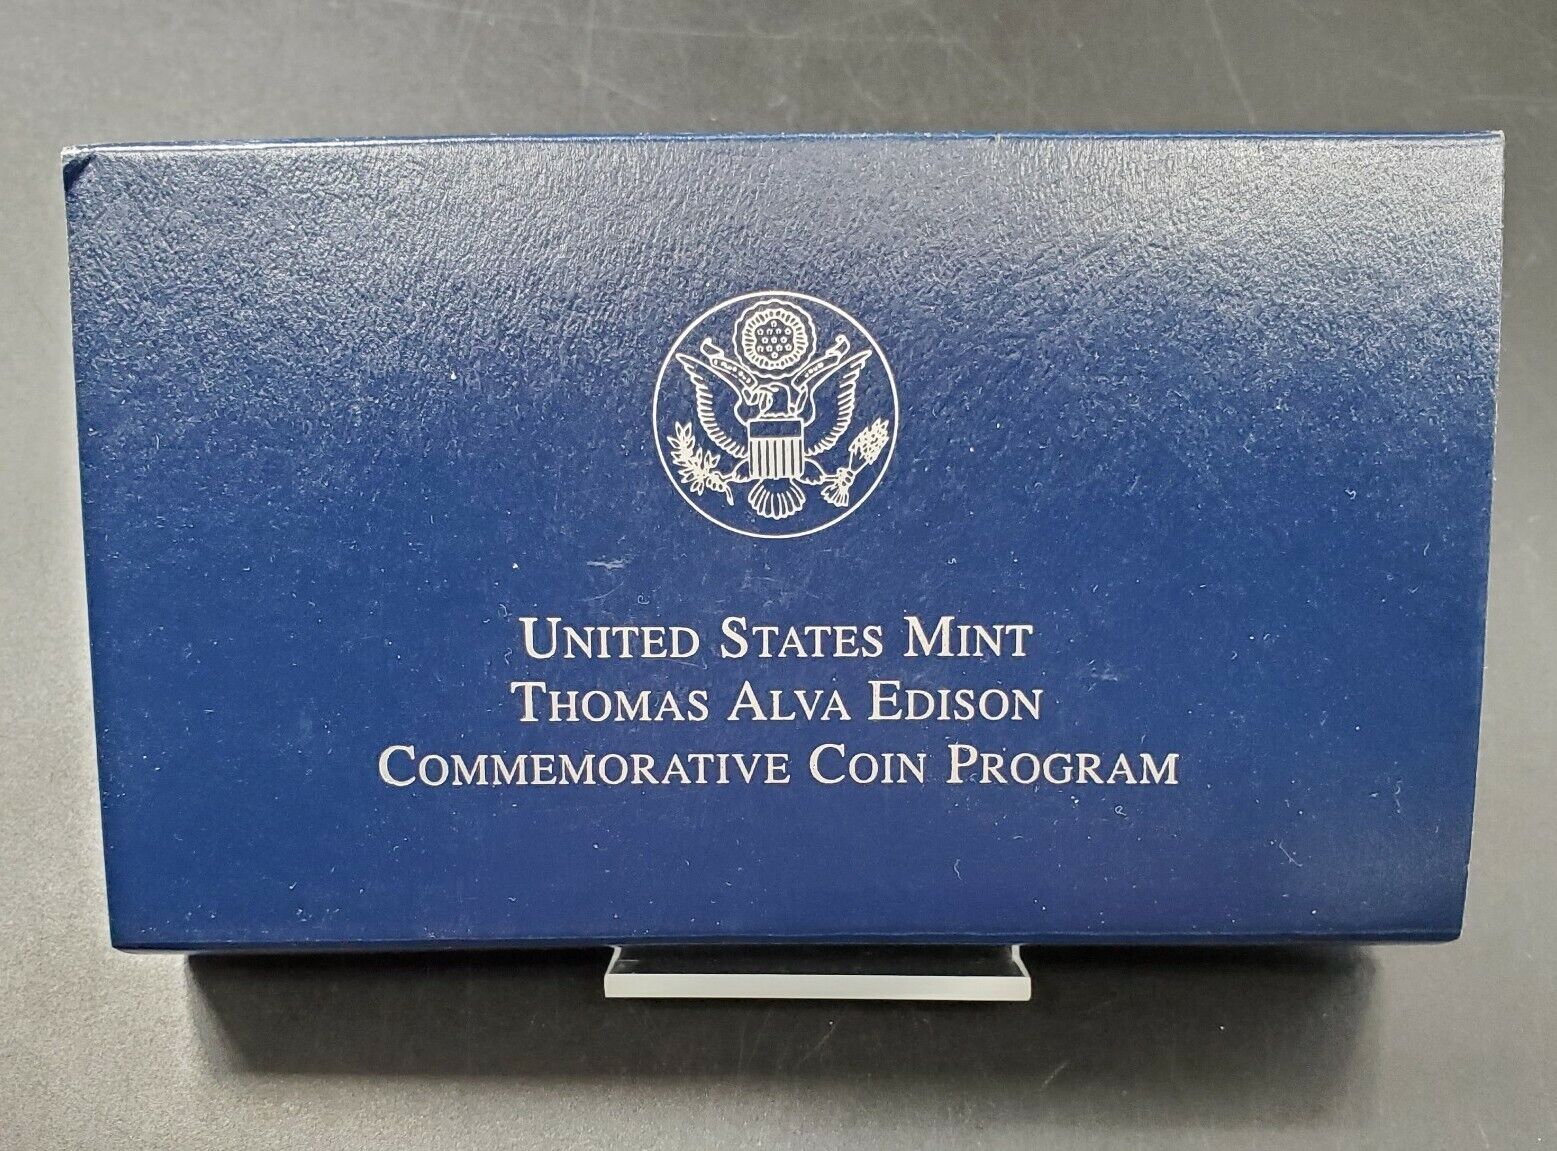 UNITED STATES MINT
THOMAS ALVA EDISON
COMMEMORATIVE COIN PROGRAM